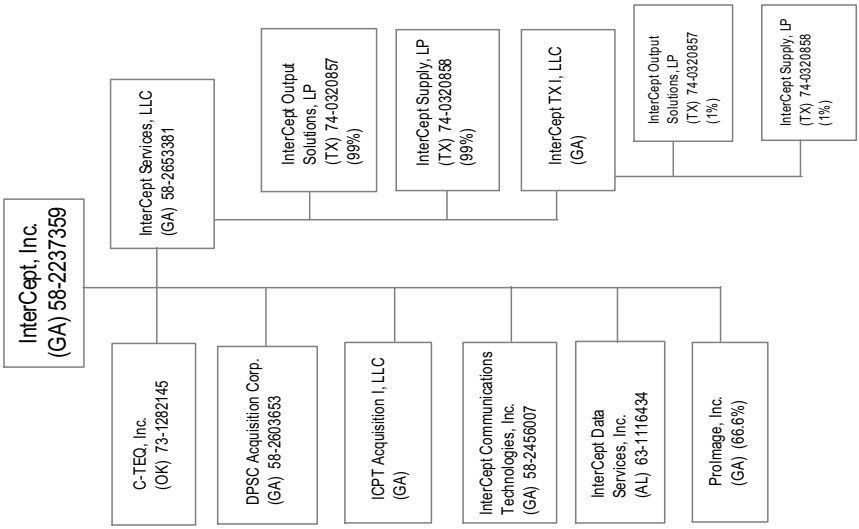 InterCept, Inc.
(GA) 58-2237359
C-TEQ, Inc.
(OK) 73-1282145
DPSC Acquisition Corp.
(GA) 58-2603653
ICPT Acquisition I, LLC
(GA)
InterCept Communications
Technologies, Inc.
(GA) 58-2456007
InterCept Data
Services, Inc.
(AL) 63-1116434
ProImage, Inc.
(GA) (66.6%)
InterCept Services, LLC
(GA) 58-2653381
InterCept Output
Solutions, LP
(TX) 74-0320857
(99%)
InterCept Supply, LP
(TX) 74-0320858
(99%)
InterCept TX I, LLC
(GA)
InterCept Output
Solutions, LP
(TX) 74-0320857
(1%)
InterCept Supply, LP
(TX) 74-0320858
(1%)